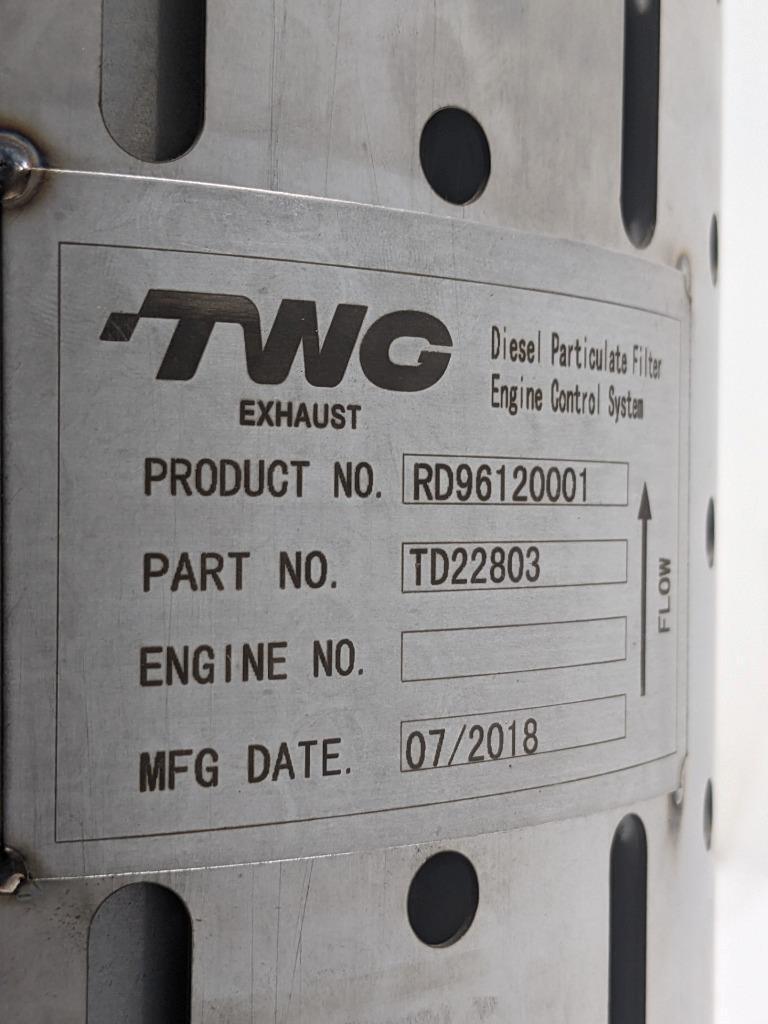 TWG
EXHAUST
Diesel Particulate Filter
Engine Control System
PRODUCT NO. RD96120001
PART NO. TD22803
ENGINE NO.
MFG DATE. 07/2018
FLOW